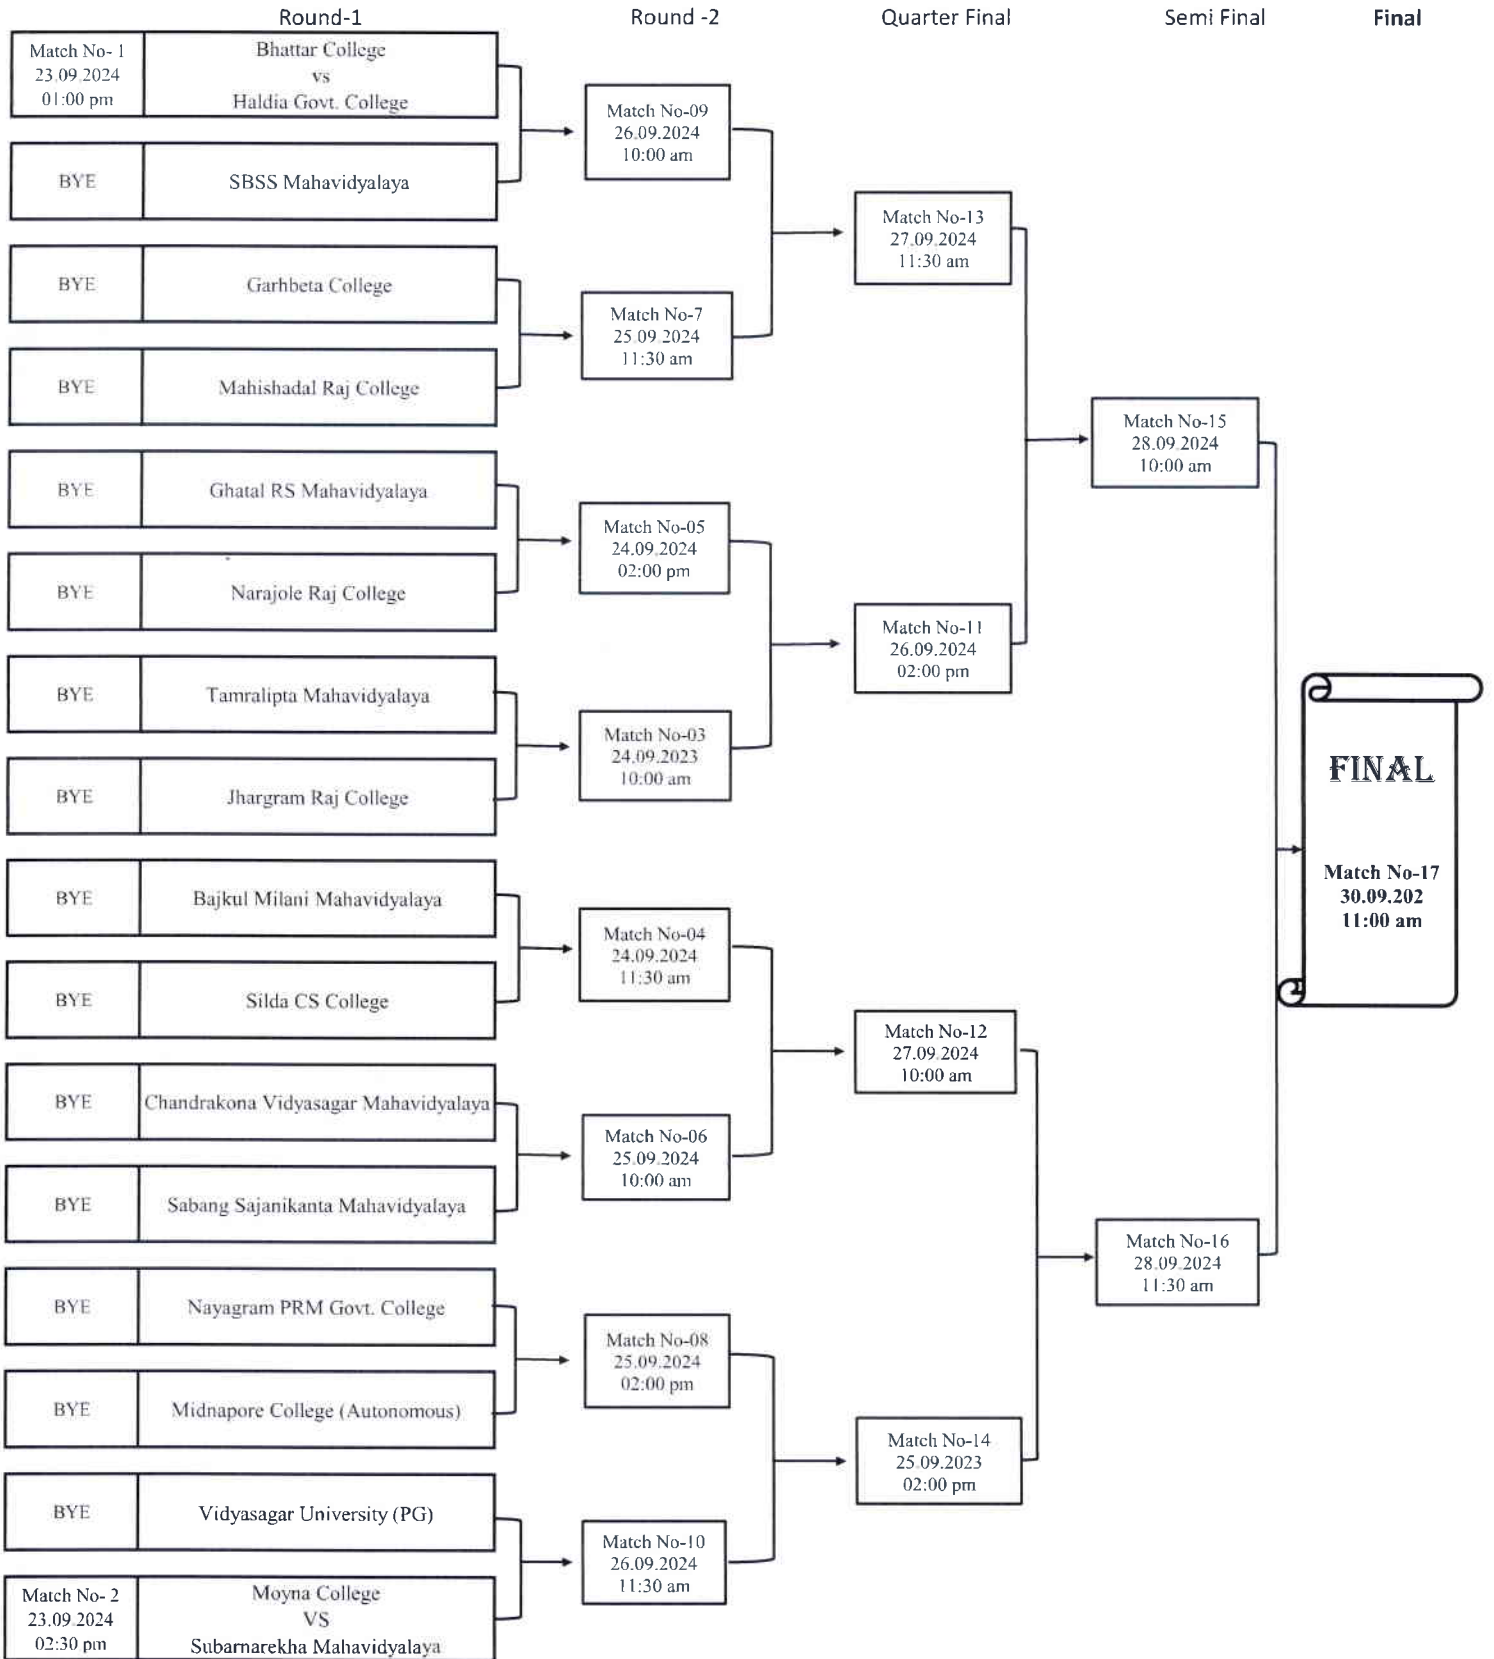 Round-1
Round -2
Quarter Final
Semi Final
Final
Match No- 1
23.09.2024
01:00 pm
Bhattar College
vs
Haldia Govt. College
BYE
SBSS Mahavidyalaya
BYE
Garhbeta College
BYE
Mahishadal Raj College
BYE
Ghatal RS Mahavidyalaya
BYE
Narajole Raj College
BYE
Tamralipta Mahavidyalaya
BYE
Jhargram Raj College
BYE
Bajkul Milani Mahavidyalaya
BYE
Silda CS College
BYE
Chandrakona Vidyasagar Mahavidyalaya
BYE
Sabang Sajanikanta Mahavidyalaya
BYE
Nayagram PRM Govt. College
BYE
Midnapore College (Autonomous)
BYE
Vidyasagar University (PG)
Match No- 2
23.09.2024
02:30 pm
Moyna College
VS
Subarnarekha Mahavidyalaya
Match No-09
26.09.2024
10:00 am
Match No-7
25.09.2024
11:30 am
Match No-05
24.09.2024
02:00 pm
Match No-03
24.09.2023
10:00 am
Match No-04
24.09.2024
11:30 am
Match No-06
25.09.2024
10:00 am
Match No-08
25.09.2024
02:00 pm
Match No-10
26.09.2024
11:30 am
Match No-13
27.09.2024
11:30 am
Match No-11
26.09.2024
02:00 pm
Match No-12
27.09.2024
10:00 am
Match No-14
25.09.2023
02:00 pm
Match No-15
28.09.2024
10:00 am
Match No-16
28.09.2024
11:30 am
FINAL
Match No-17
30.09.202
11:00 am